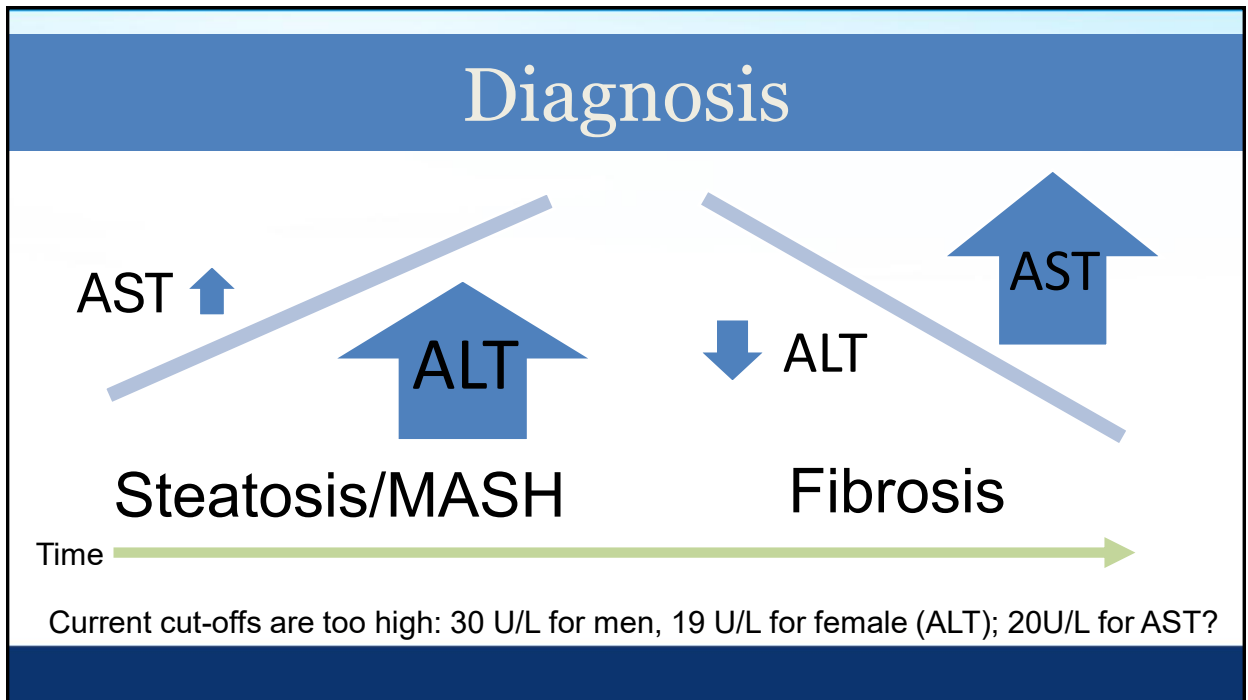 Diagnosis
AST
ALT
ALT
AST
Steatosis/MASH
Fibrosis
Time
Current cut-offs are too high: 30 U/L for men, 19 U/L for female (ALT); 20U/L for AST?